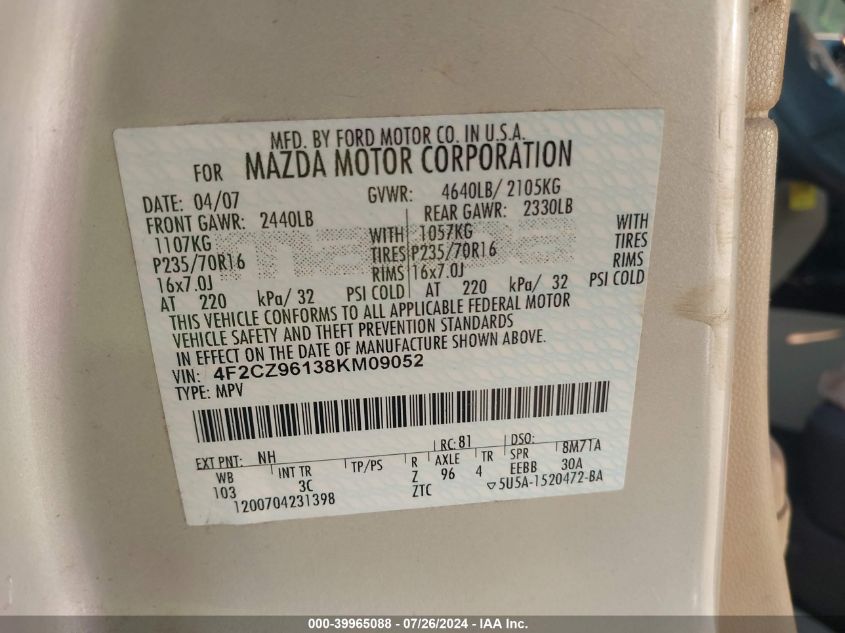 MFD. BY FORD MOTOR CO. IN U.S.A.
FOR MAZDA MOTOR CORPORATION
DATE: 04/07 GVWR: 4640LB/ 2105KG
FRONT GAWR: 2440LB REAR GAWR: 2330LB
1107KG WITH 1057KG WITH
P235/70R16 TIRES P235/70R16 TIRES
16x7.0J RIMS 16x7.0J RIMS
AT 220 kPa/ 32 PSI COLD AT 220 kPa/ 32 PSI COLD
THIS VEHICLE CONFORMS TO ALL APPLICABLE FEDERAL MOTOR
VEHICLE SAFETY AND THEFT PREVENTION STANDARDS
IN EFFECT ON THE DATE OF MANUFACTURE SHOWN ABOVE.
VIN: 4F2CZ96138KM09052
TYPE: MPV
EXT PNT: NH RC: 81 DSO:
WB INT TR TP/PS R AXLE TR SPR 8M71A
103 3C Z 96 4 EEBB 30A
1200704231398 ZTC ▽5U5A-1520472-BA
000-39965088 - 07/26/2024 - IAA Inc.